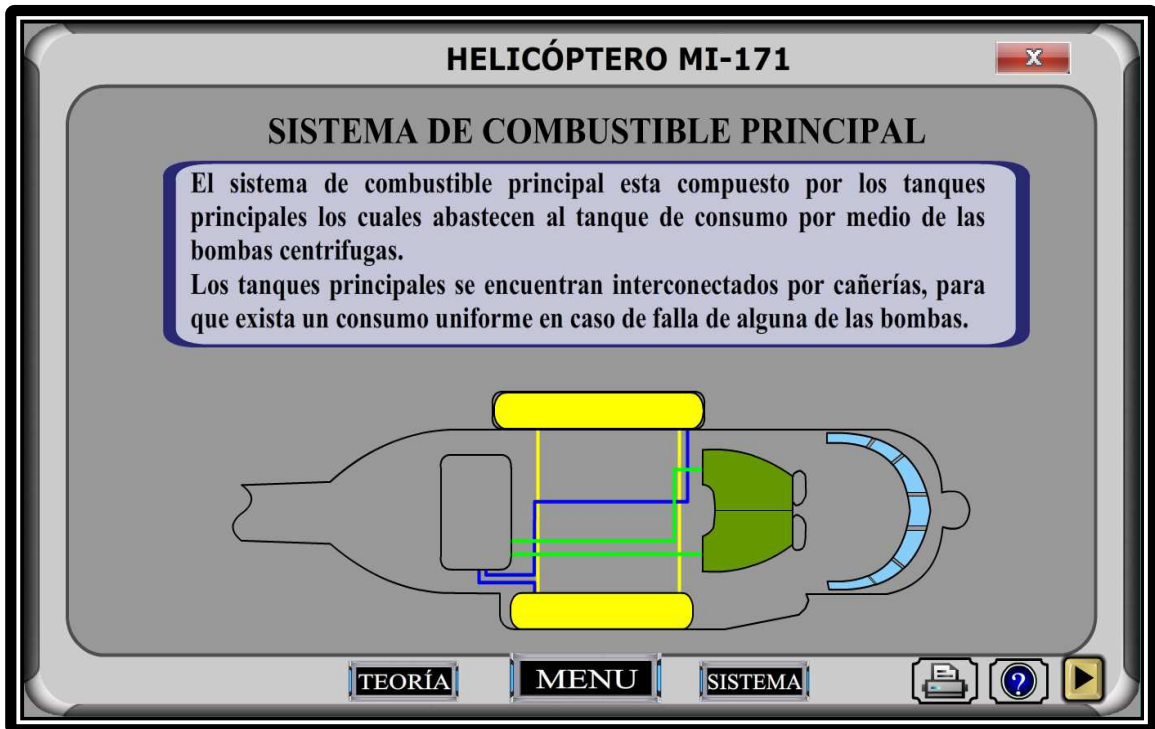 HELICÓPTERO MI-171
X
SISTEMA DE COMBUSTIBLE PRINCIPAL
El sistema de combustible principal esta compuesto por los tanques
principales los cuales abastecen al tanque de consumo por medio de las
bombas centrifugas.
Los tanques principales se encuentran interconectados por cañerías, para
que exista un consumo uniforme en caso de falla de alguna de las bombas.
TEORÍA
MENU
SISTEMA
?